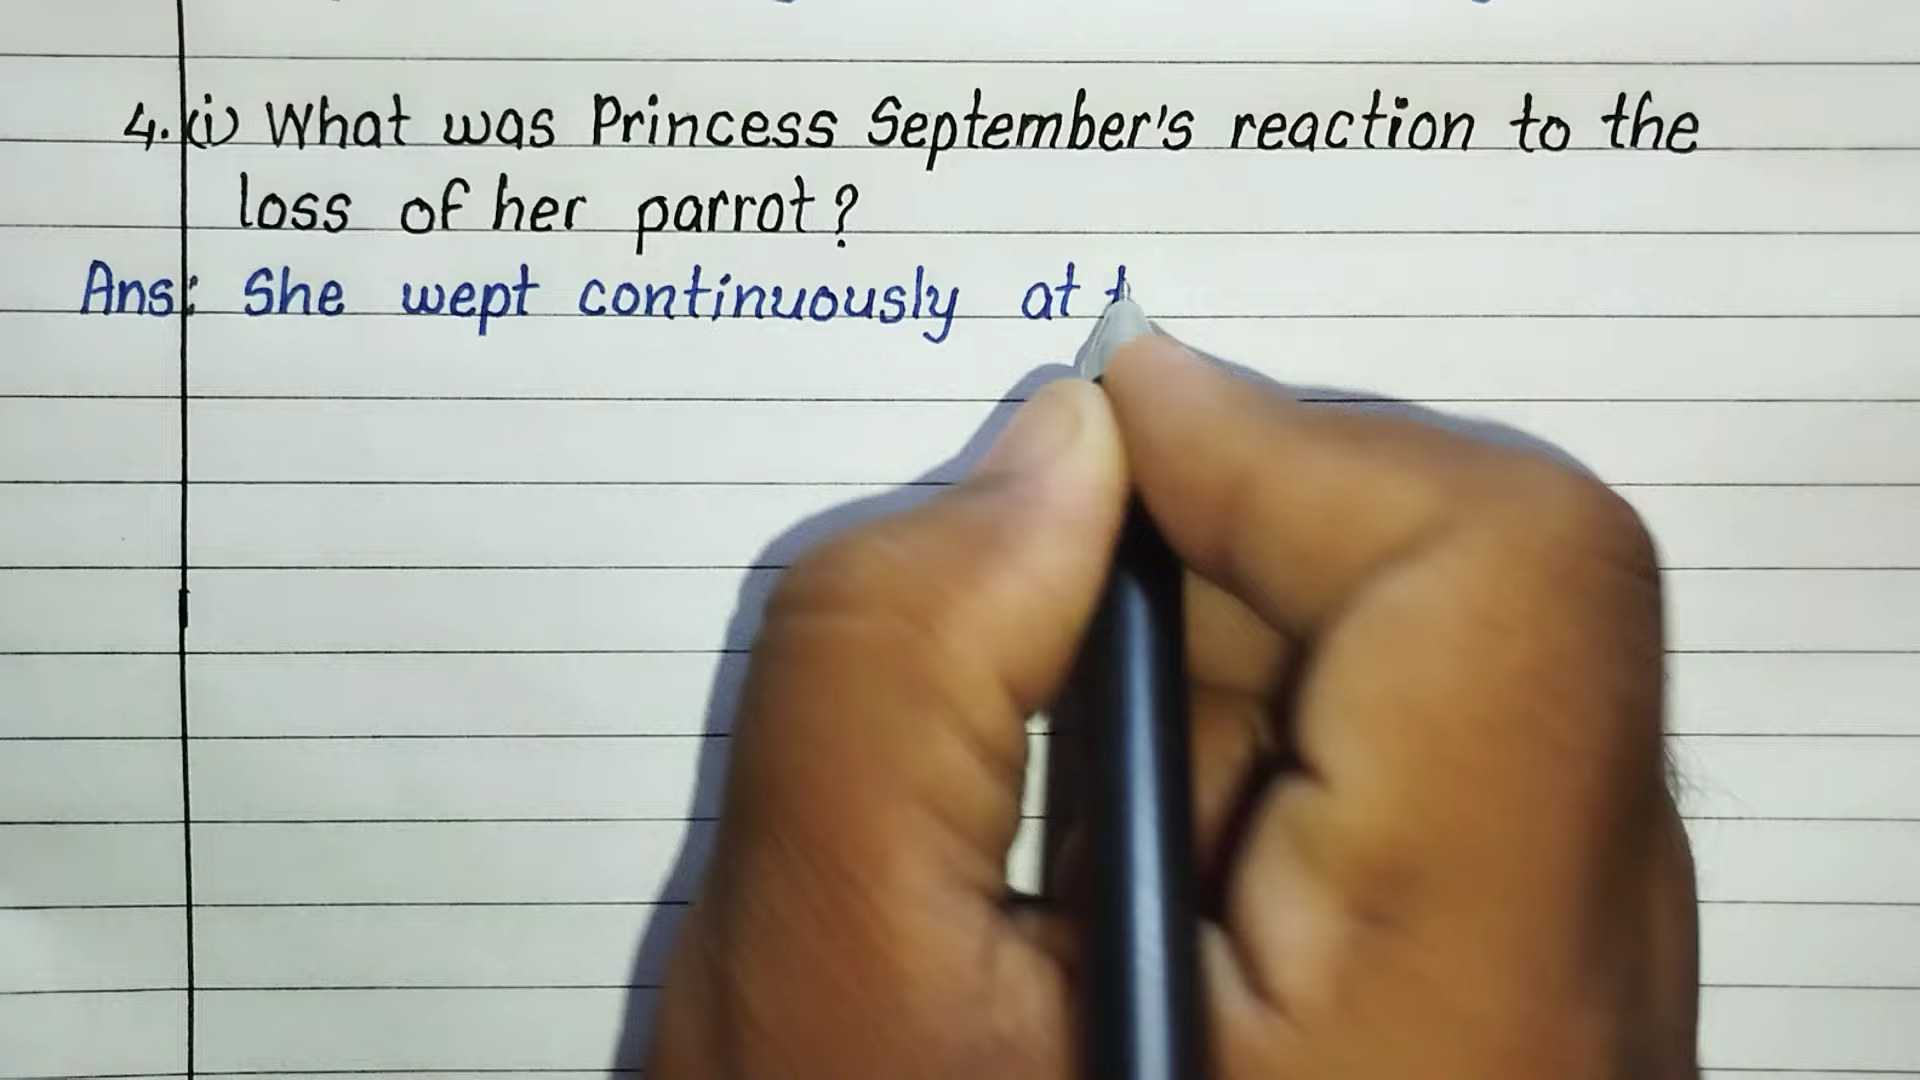 4. (i) What was Princess September's reaction to the
loss of her parrot?
Ans: She wept continuously at